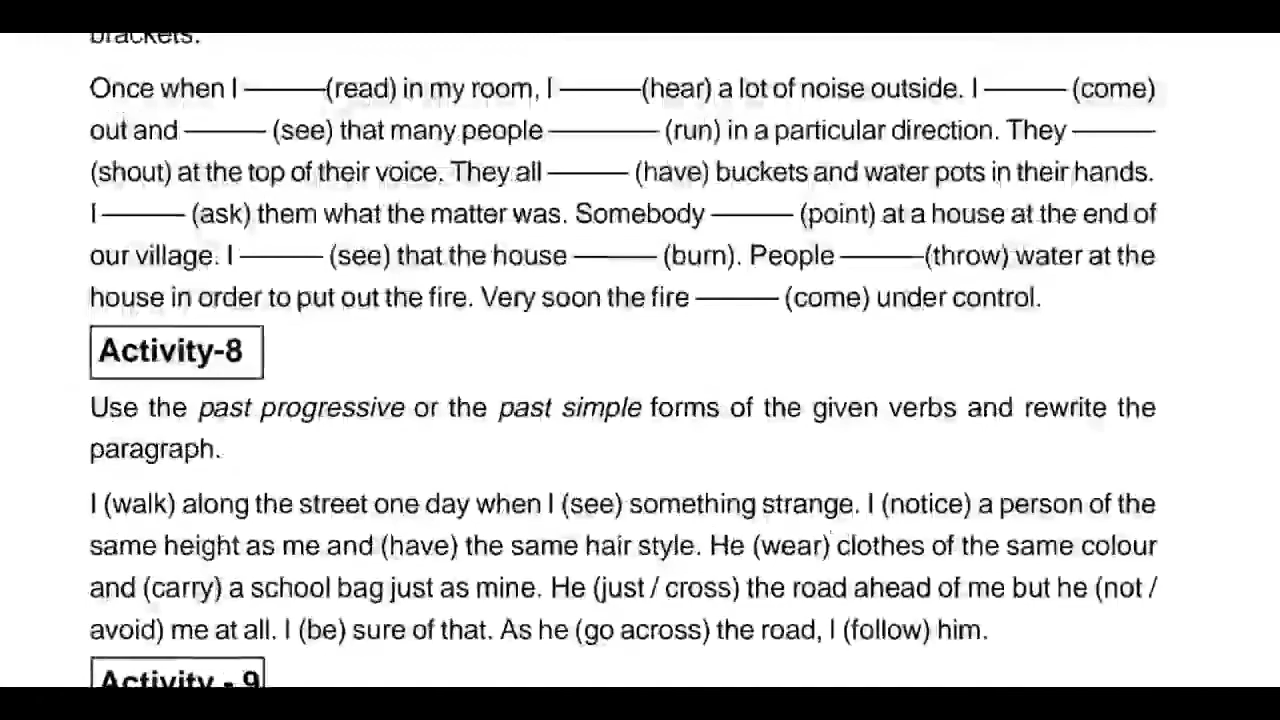 brackets.
Once when I ———(read) in my room, I ———(hear) a lot of noise outside. I ——— (come)
out and ——— (see) that many people ———— (run) in a particular direction. They ———
(shout) at the top of their voice. They all ——— (have) buckets and water pots in their hands.
I ——— (ask) them what the matter was. Somebody ——— (point) at a house at the end of
our village. I ——— (see) that the house ——— (burn). People ———(throw) water at the
house in order to put out the fire. Very soon the fire ——— (come) under control.
Activity-8
Use the past progressive or the past simple forms of the given verbs and rewrite the
paragraph.
I (walk) along the street one day when I (see) something strange. I (notice) a person of the
same height as me and (have) the same hair style. He (wear) clothes of the same colour
and (carry) a school bag just as mine. He (just / cross) the road ahead of me but he (not /
avoid) me at all. I (be) sure of that. As he (go across) the road, I (follow) him.
Activity - 9